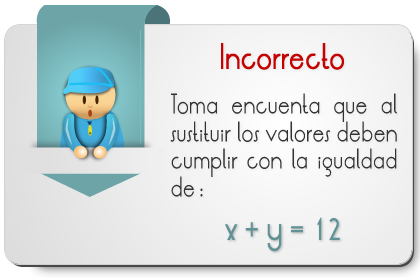 Incorrecto
Toma encuenta que al
sustituir los valores deben
cumplir con la igualdad
de :
x + y = 12